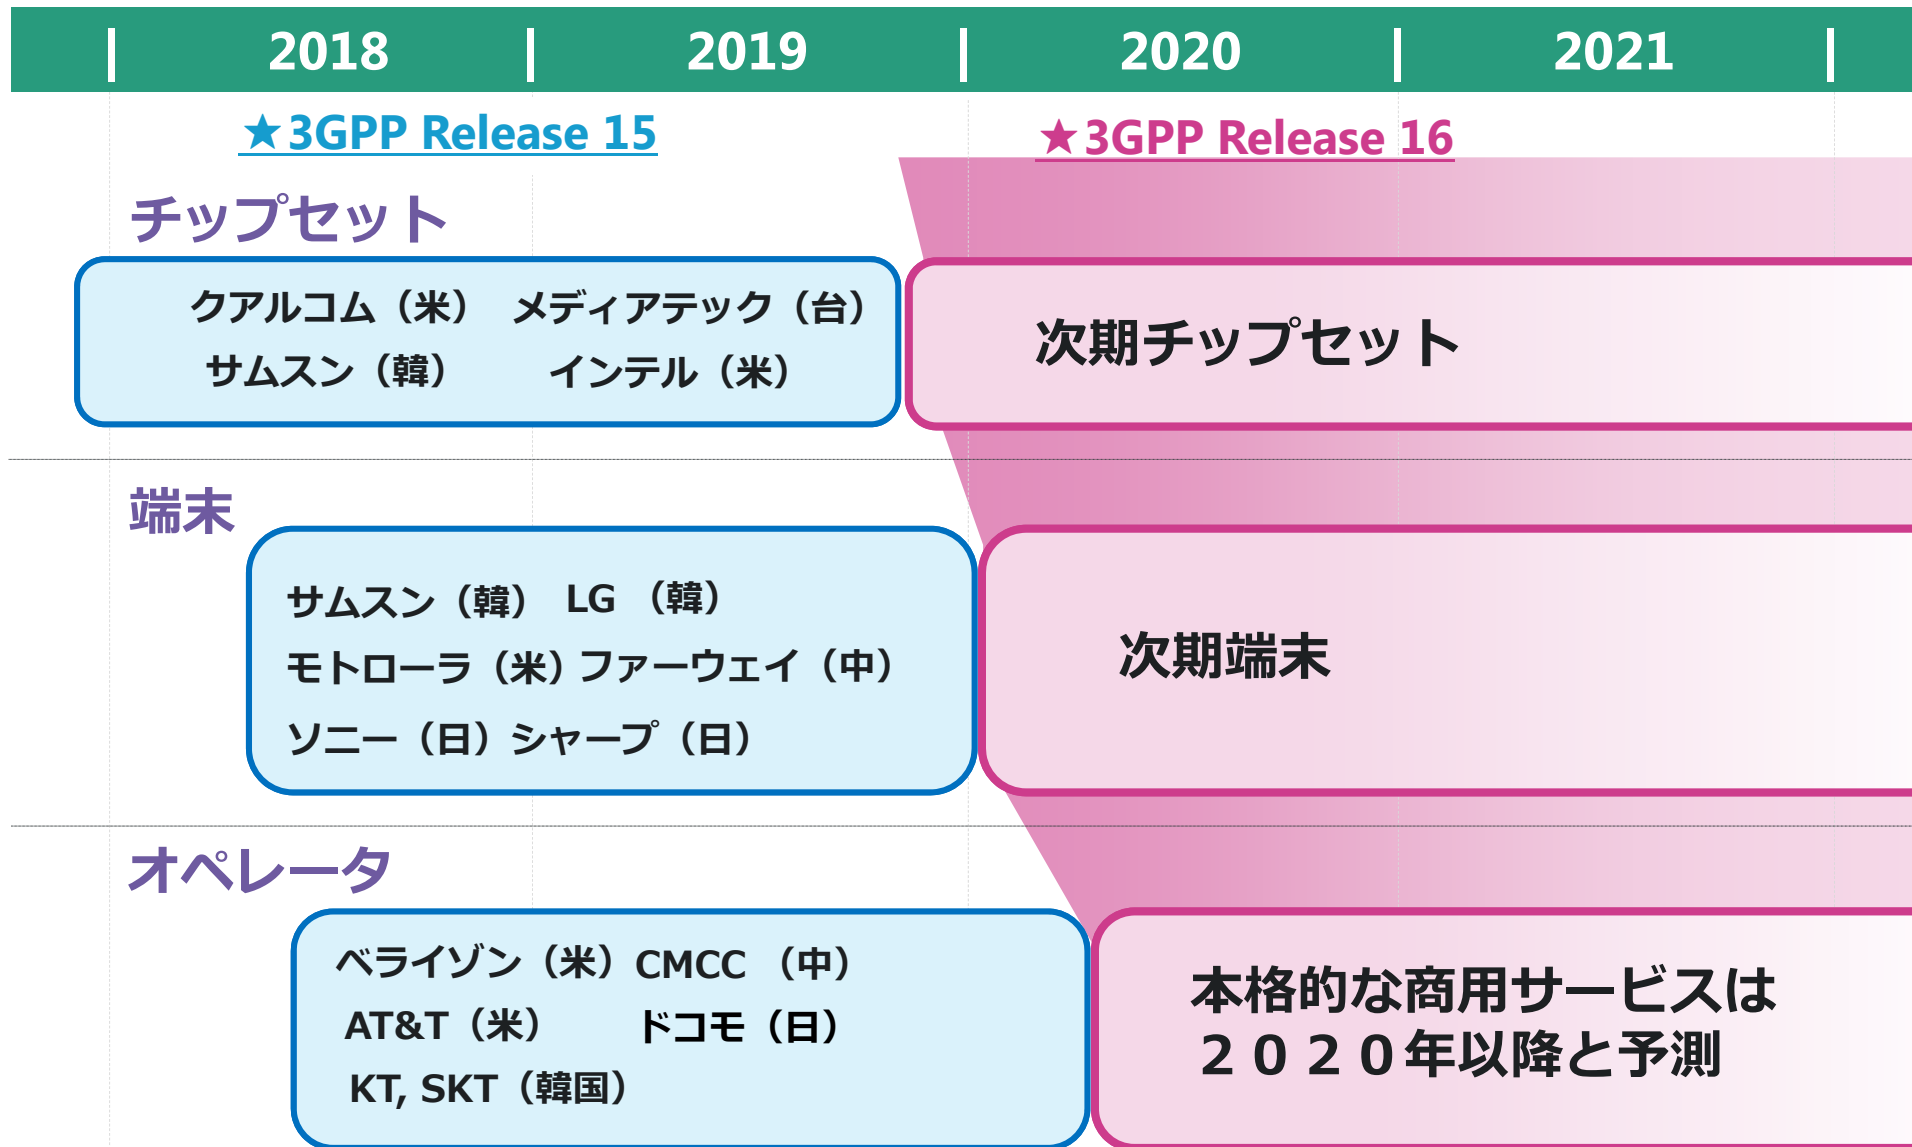 2018 2019 2020 2021
★3GPP Release 15 ★3GPP Release 16
チップセット
クアルコム（米） メディアテック（台）
サムスン（韓） インテル（米）
次期チップセット
端末
サムスン（韓） LG （韓）
モトローラ（米）ファーウェイ（中）
ソニー（日）シャープ（日）
次期端末
オペレータ
ベライゾン（米）CMCC （中）
AT&T（米） ドコモ（日）
KT, SKT（韓国）
本格的な商用サービスは
２０２０年以降と予測